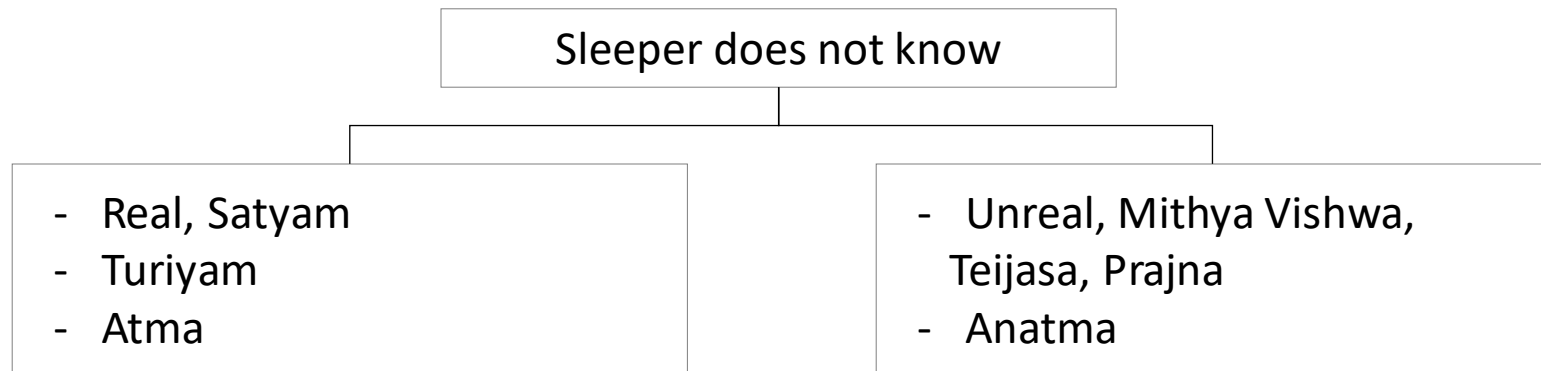 Sleeper does not know
- Real, Satyam
- Turiyam
- Atma
- Unreal, Mithya Vishwa,
Teijasa, Prajna
- Anatma